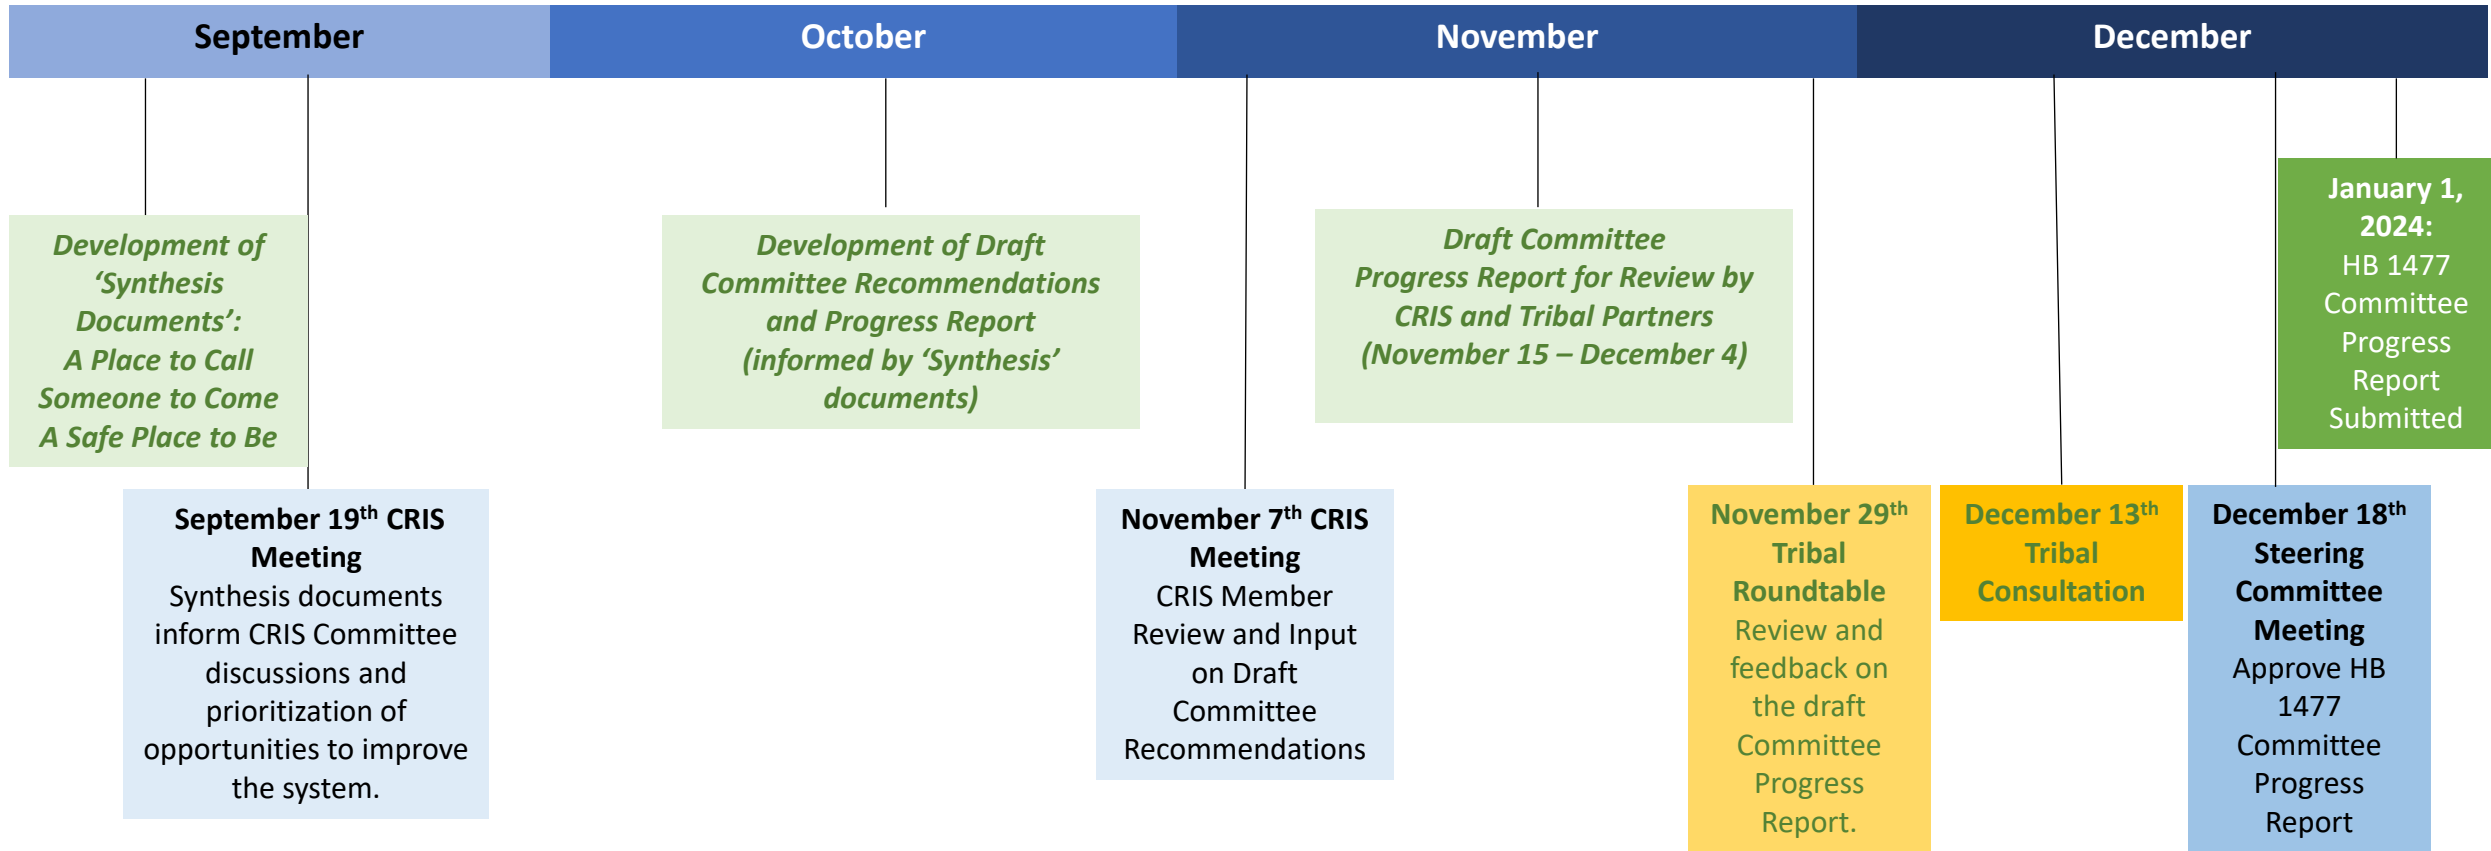 September
October
November
December
Development of
‘Synthesis
Documents’:
A Place to Call
Someone to Come
A Safe Place to Be
Development of Draft
Committee Recommendations
and Progress Report
(informed by ‘Synthesis’
documents)
Draft Committee
Progress Report for Review by
CRIS and Tribal Partners
(November 15 – December 4)
January 1,
2024:
HB 1477
Committee
Progress
Report
Submitted
September 19th CRIS
Meeting
Synthesis documents
inform CRIS Committee
discussions and
prioritization of
opportunities to improve
the system.
November 7th CRIS
Meeting
CRIS Member
Review and Input
on Draft
Committee
Recommendations
November 29th
Tribal
Roundtable
Review and
feedback on
the draft
Committee
Progress
Report.
December 13th
Tribal
Consultation
December 18th
Steering
Committee
Meeting
Approve HB
1477
Committee
Progress
Report